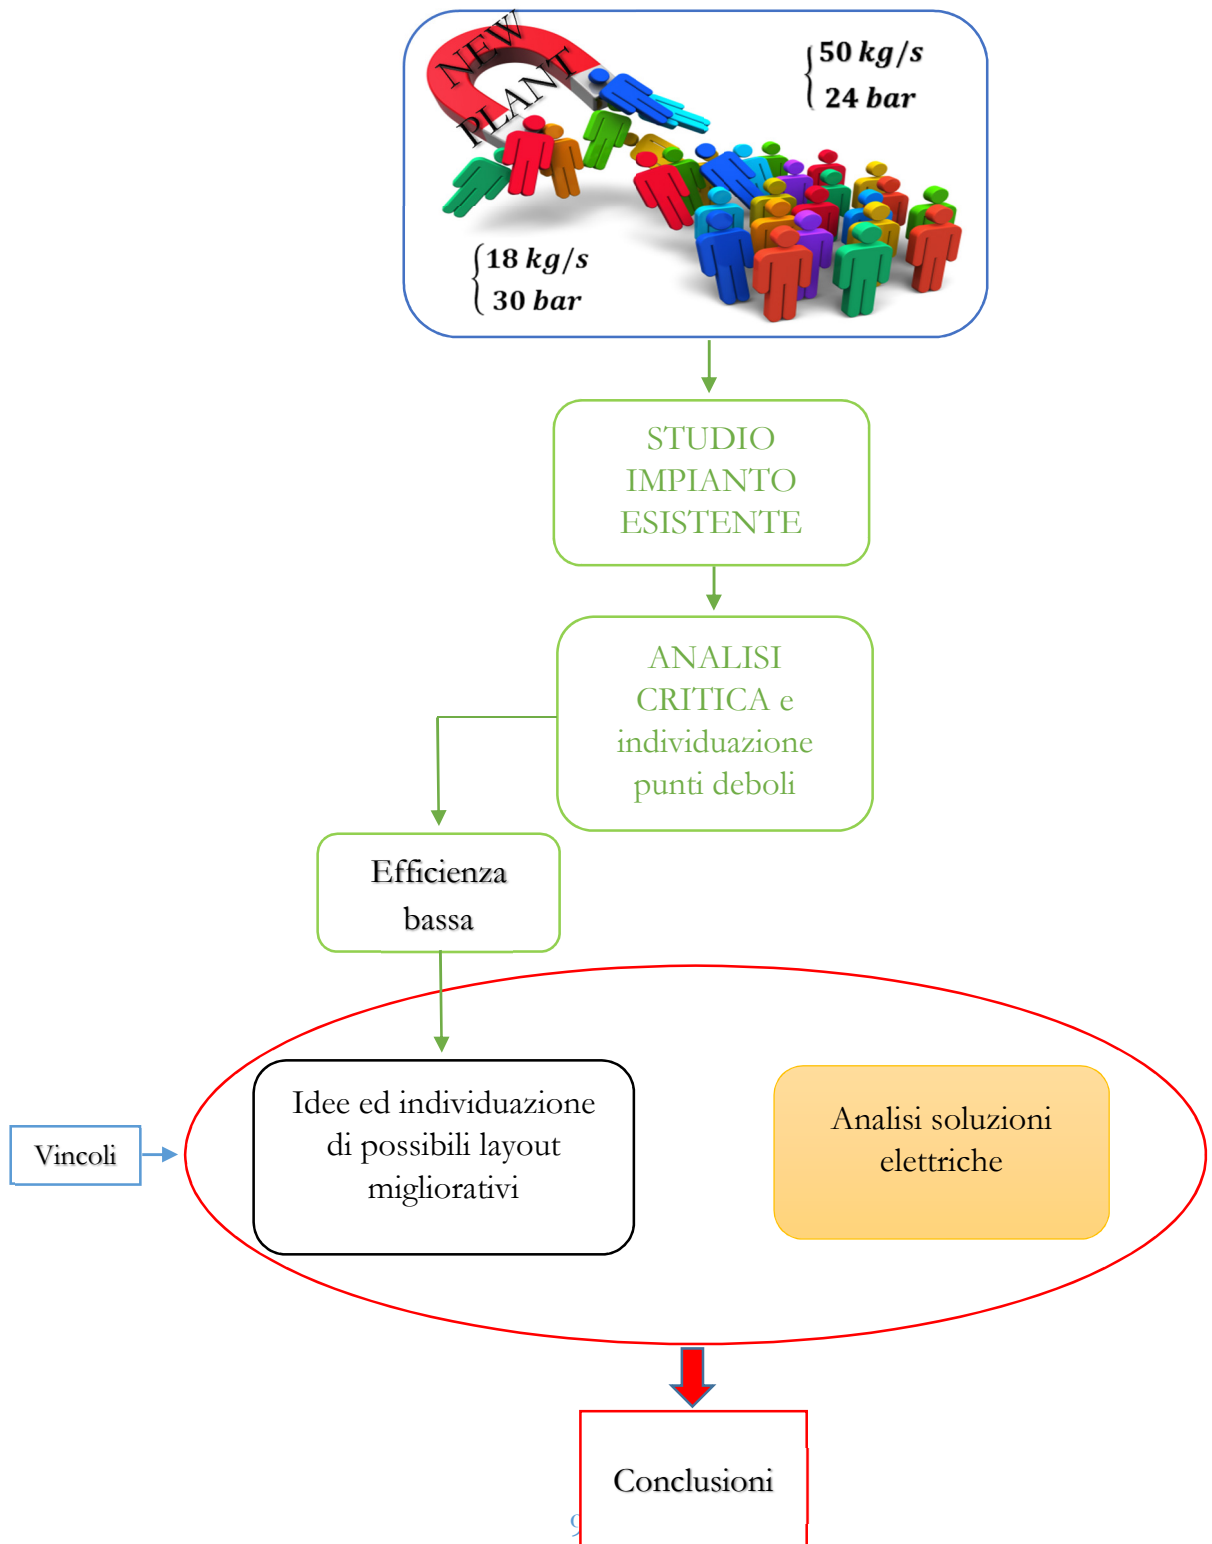 NEW
PLANT
50 kg/s
24 bar
18 kg/s
30 bar
STUDIO
IMPIANTO
ESISTENTE
ANALISI
CRITICA e
individuazione
punti deboli
Efficienza
bassa
Idee ed individuazione
di possibili layout
migliorativi
Analisi soluzioni
elettriche
Vincoli
Conclusioni